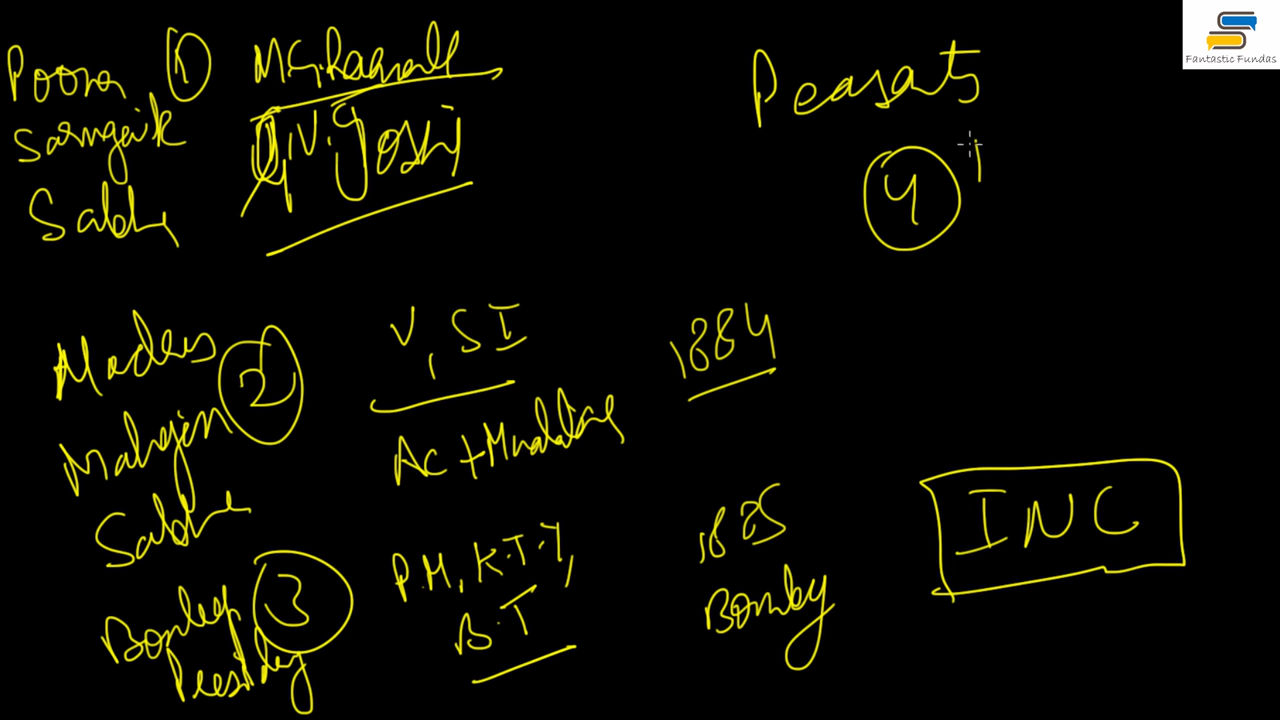 Poona ① M.G. Ranade
Sarvajanik G.V. Joshi
Sabha
Peasants
4
Madras ② V, SI 1884
Mahajan Ac + Mudaliar
Sabha
Bombay ③ P.M, K.T.Y, 1885
Presidency B.T Bombay
INC
Fantastic Fundas